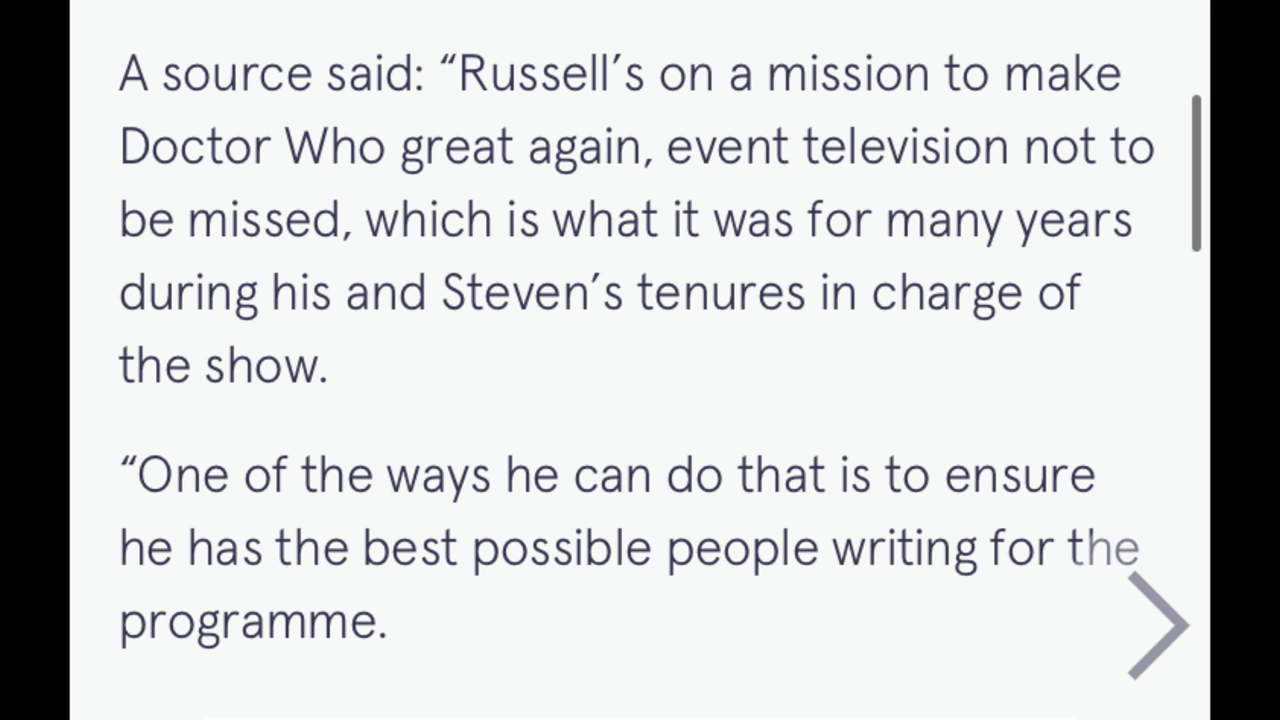 A source said: “Russell’s on a mission to make
Doctor Who great again, event television not to
be missed, which is what it was for many years
during his and Steven’s tenures in charge of
the show.
“One of the ways he can do that is to ensure
he has the best possible people writing for the
programme.